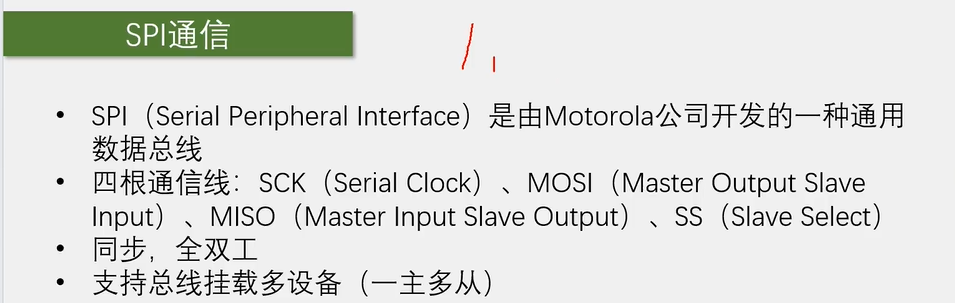 SPI通信
• SPI（Serial Peripheral Interface）是由Motorola公司开发的一种通用
数据总线
• 四根通信线：SCK（Serial Clock）、MOSI（Master Output Slave
Input）、MISO（Master Input Slave Output）、SS（Slave Select）
• 同步，全双工
• 支持总线挂载多设备（一主多从）